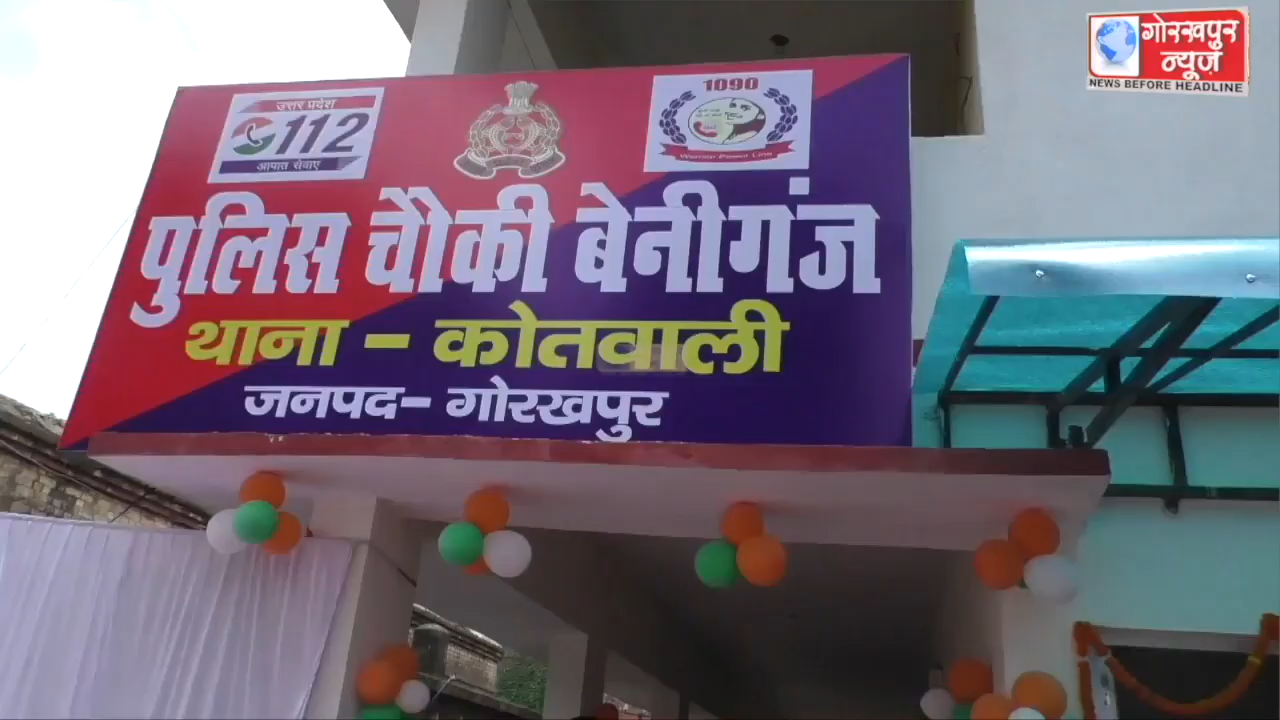 गोरखपुर
न्यूज़
NEWS BEFORE HEADLINE
उत्तर प्रदेश
112
आपात सेवाएं
1090
Women Power Line
पुलिस चौकी बेनीगंज
थाना - कोतवाली
जनपद- गोरखपुर